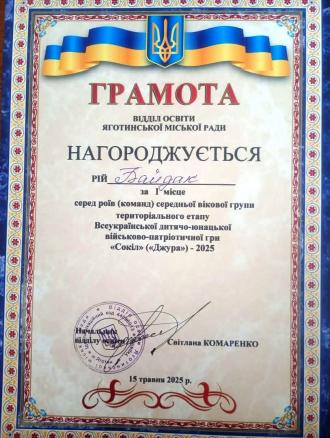 ГРАМОТА
ВІДДІЛ ОСВІТИ
ЯГОТИНСЬКОЇ МІСЬКОЇ РАДИ
НАГОРОДЖУЄТЬСЯ
РІЙ Байдак
за I місце
серед роїв (команд) середньої вікової групи
територіального етапу
Всеукраїнської дитячо-юнацької
військово-патріотичної гри
«Сокіл» («Джура») - 2025
Начальник
відділу освіти Світлана КОМАРЕНКО
15 травня 2025 р.